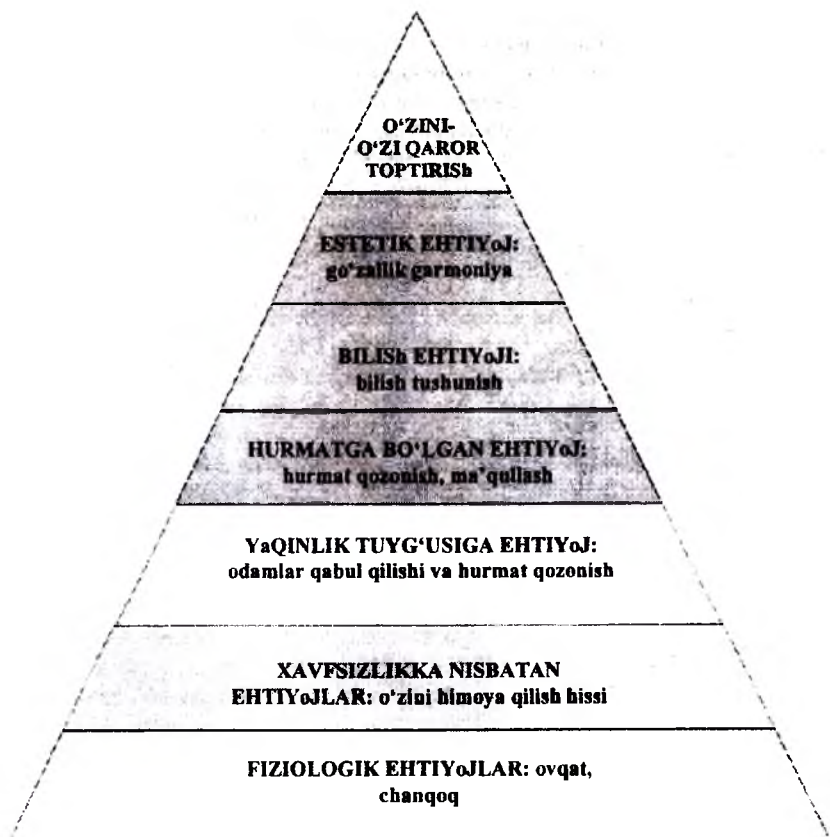 O‘ZINI-
O‘ZI QAROR
TOPTIRISh
ESTETIK EHTIYoJ:
go‘zallik garmoniya
BILISh EHTIYoJI:
bilish tushunish
HURMATGA BO‘LGAN EHTIYoJ:
hurmat qozonish, ma’qullash
YaQINLIK TUYG‘USIGA EHTIYoJ:
odamlar qabul qilishi va hurmat qozonish
XAVFSIZLIKKA NISBATAN
EHTIYoJLAR: o‘zini himoya qilish hissi
FIZIOLOGIK EHTIYoJLAR: ovqat,
chanqoq